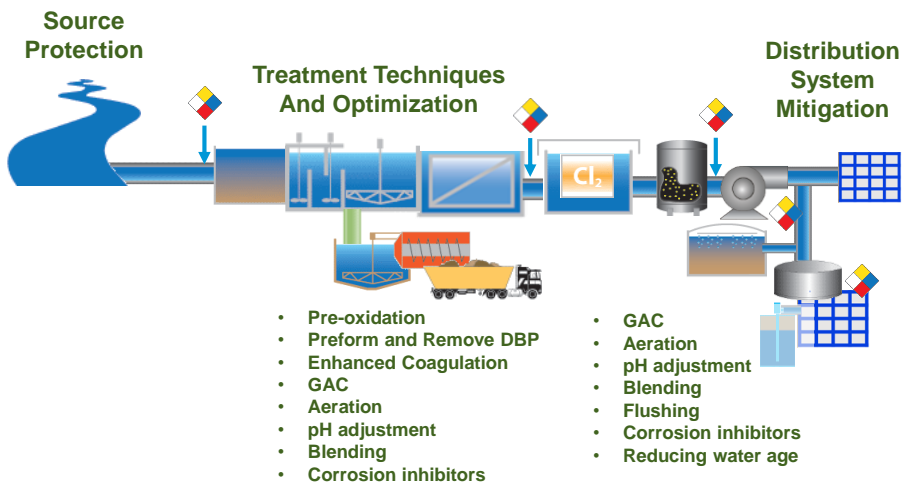 Source
Protection
Treatment Techniques
And Optimization
Distribution
System
Mitigation
Cl2
• Pre-oxidation
• Preform and Remove DBP
• Enhanced Coagulation
• GAC
• Aeration
• pH adjustment
• Blending
• Corrosion inhibitors
• GAC
• Aeration
• pH adjustment
• Blending
• Flushing
• Corrosion inhibitors
• Reducing water age